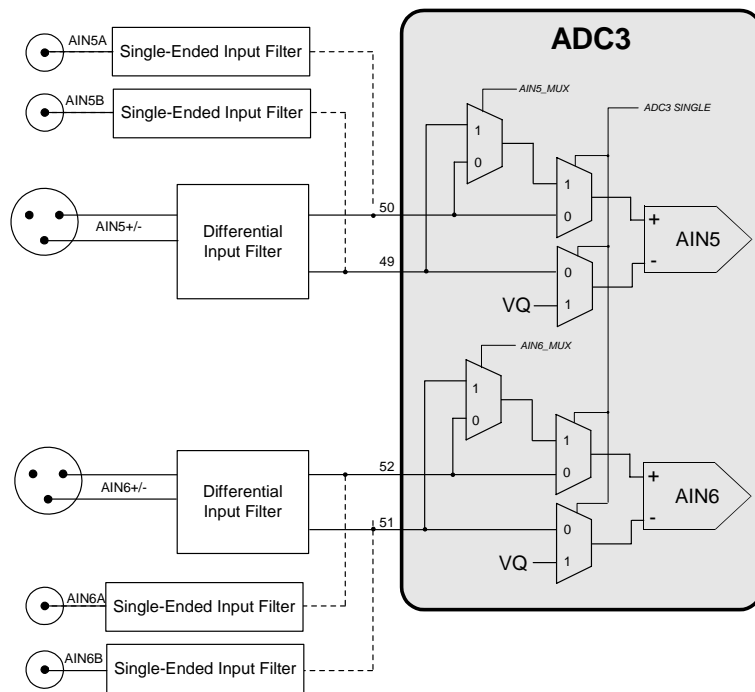 ADC3
AIN5A
Single-Ended Input Filter
AIN5B
Single-Ended Input Filter
AIN5_MUX
ADC3 SINGLE
1
0
1
0
AIN5+/-
Differential
Input Filter
50
49
+
-
AIN5
0
1
VQ
AIN6_MUX
1
0
1
0
AIN6+/-
Differential
Input Filter
52
51
+
-
AIN6
0
1
VQ
AIN6A
Single-Ended Input Filter
AIN6B
Single-Ended Input Filter